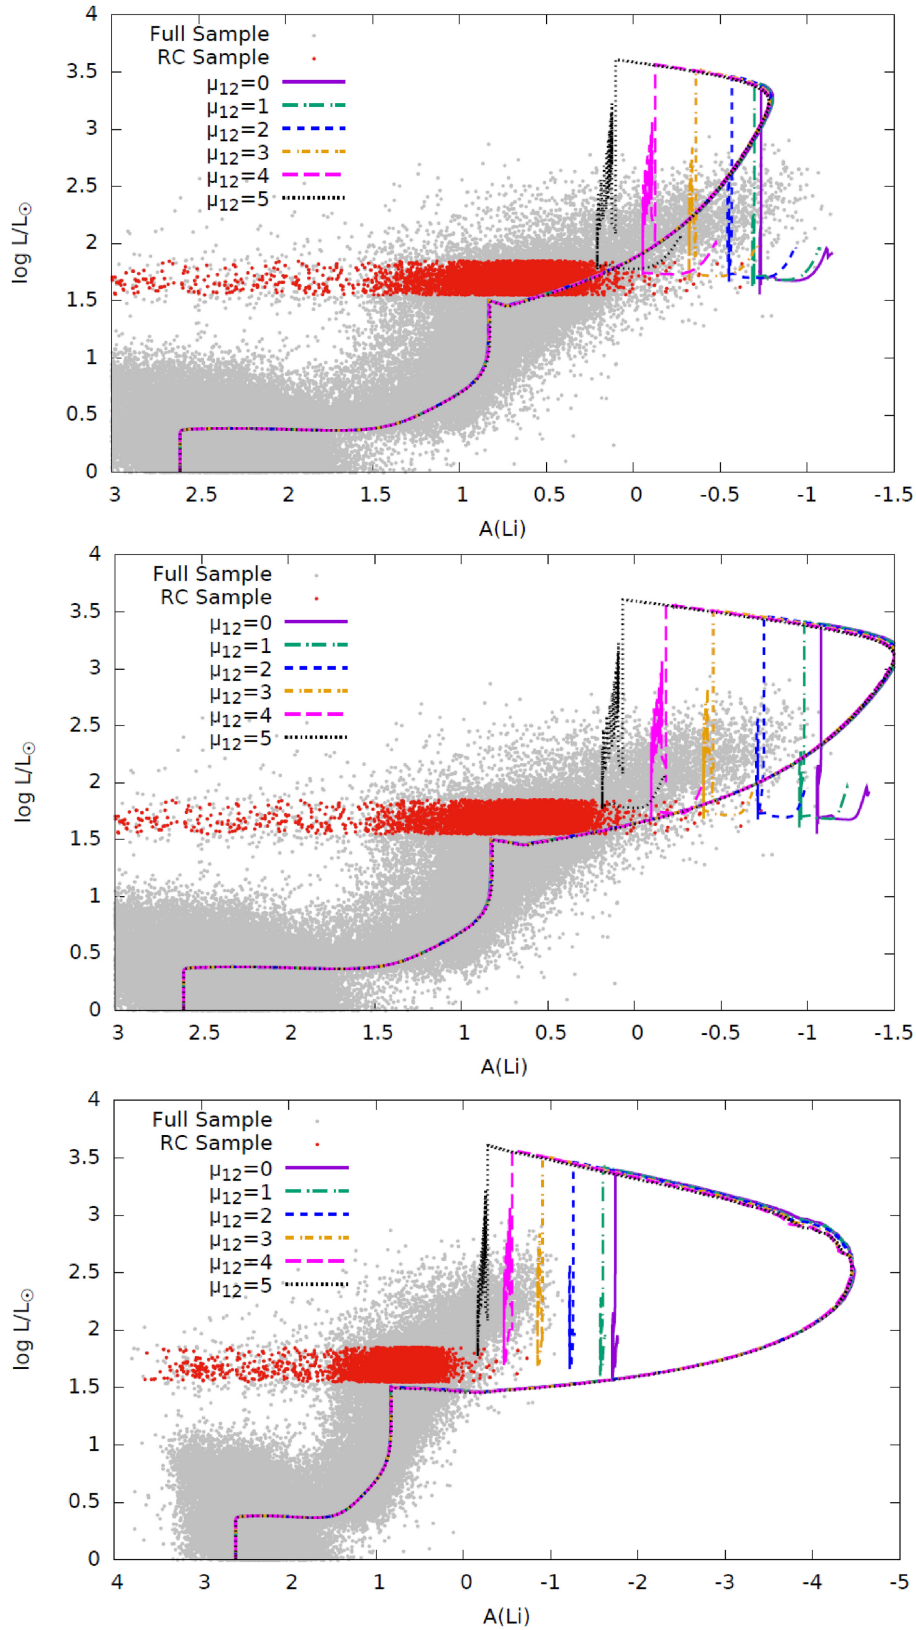 4
3.5
3
2.5
2
1.5
1
0.5
0
log L/L☉
Full Sample
RC Sample
μ12=0
μ12=1
μ12=2
μ12=3
μ12=4
μ12=5
3 2.5 2 1.5 1 0.5 0 -0.5 -1 -1.5
A(Li)
4
3.5
3
2.5
2
1.5
1
0.5
0
log L/L☉
Full Sample
RC Sample
μ12=0
μ12=1
μ12=2
μ12=3
μ12=4
μ12=5
3 2.5 2 1.5 1 0.5 0 -0.5 -1 -1.5
A(Li)
4
3.5
3
2.5
2
1.5
1
0.5
0
log L/L☉
Full Sample
RC Sample
μ12=0
μ12=1
μ12=2
μ12=3
μ12=4
μ12=5
4 3 2 1 0 -1 -2 -3 -4 -5
A(Li)